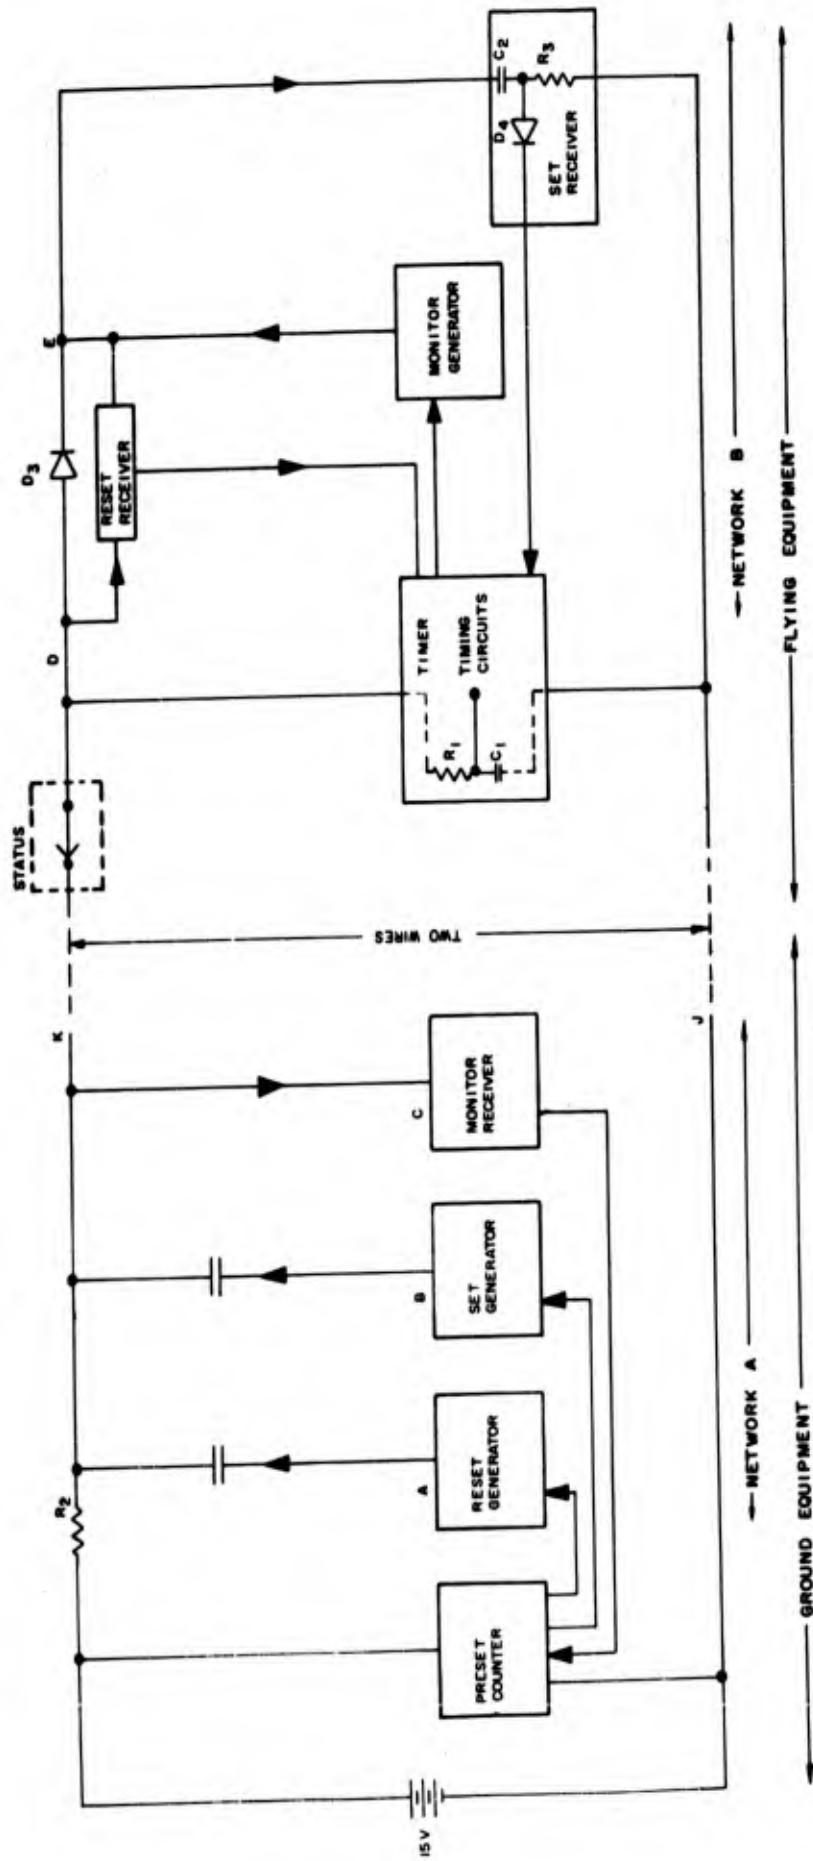 STATUS
D
D3
E
K
R2
RESET
RECEIVER
TWO WIRES
15V
PRESET
COUNTER
A
RESET
GENERATOR
B
SET
GENERATOR
C
MONITOR
RECEIVER
R1
C1
TIMER
TIMING
CIRCUITS
MONITOR
GENERATOR
C2
D4
R3
SET
RECEIVER
J
NETWORK A
NETWORK B
GROUND EQUIPMENT
FLYING EQUIPMENT